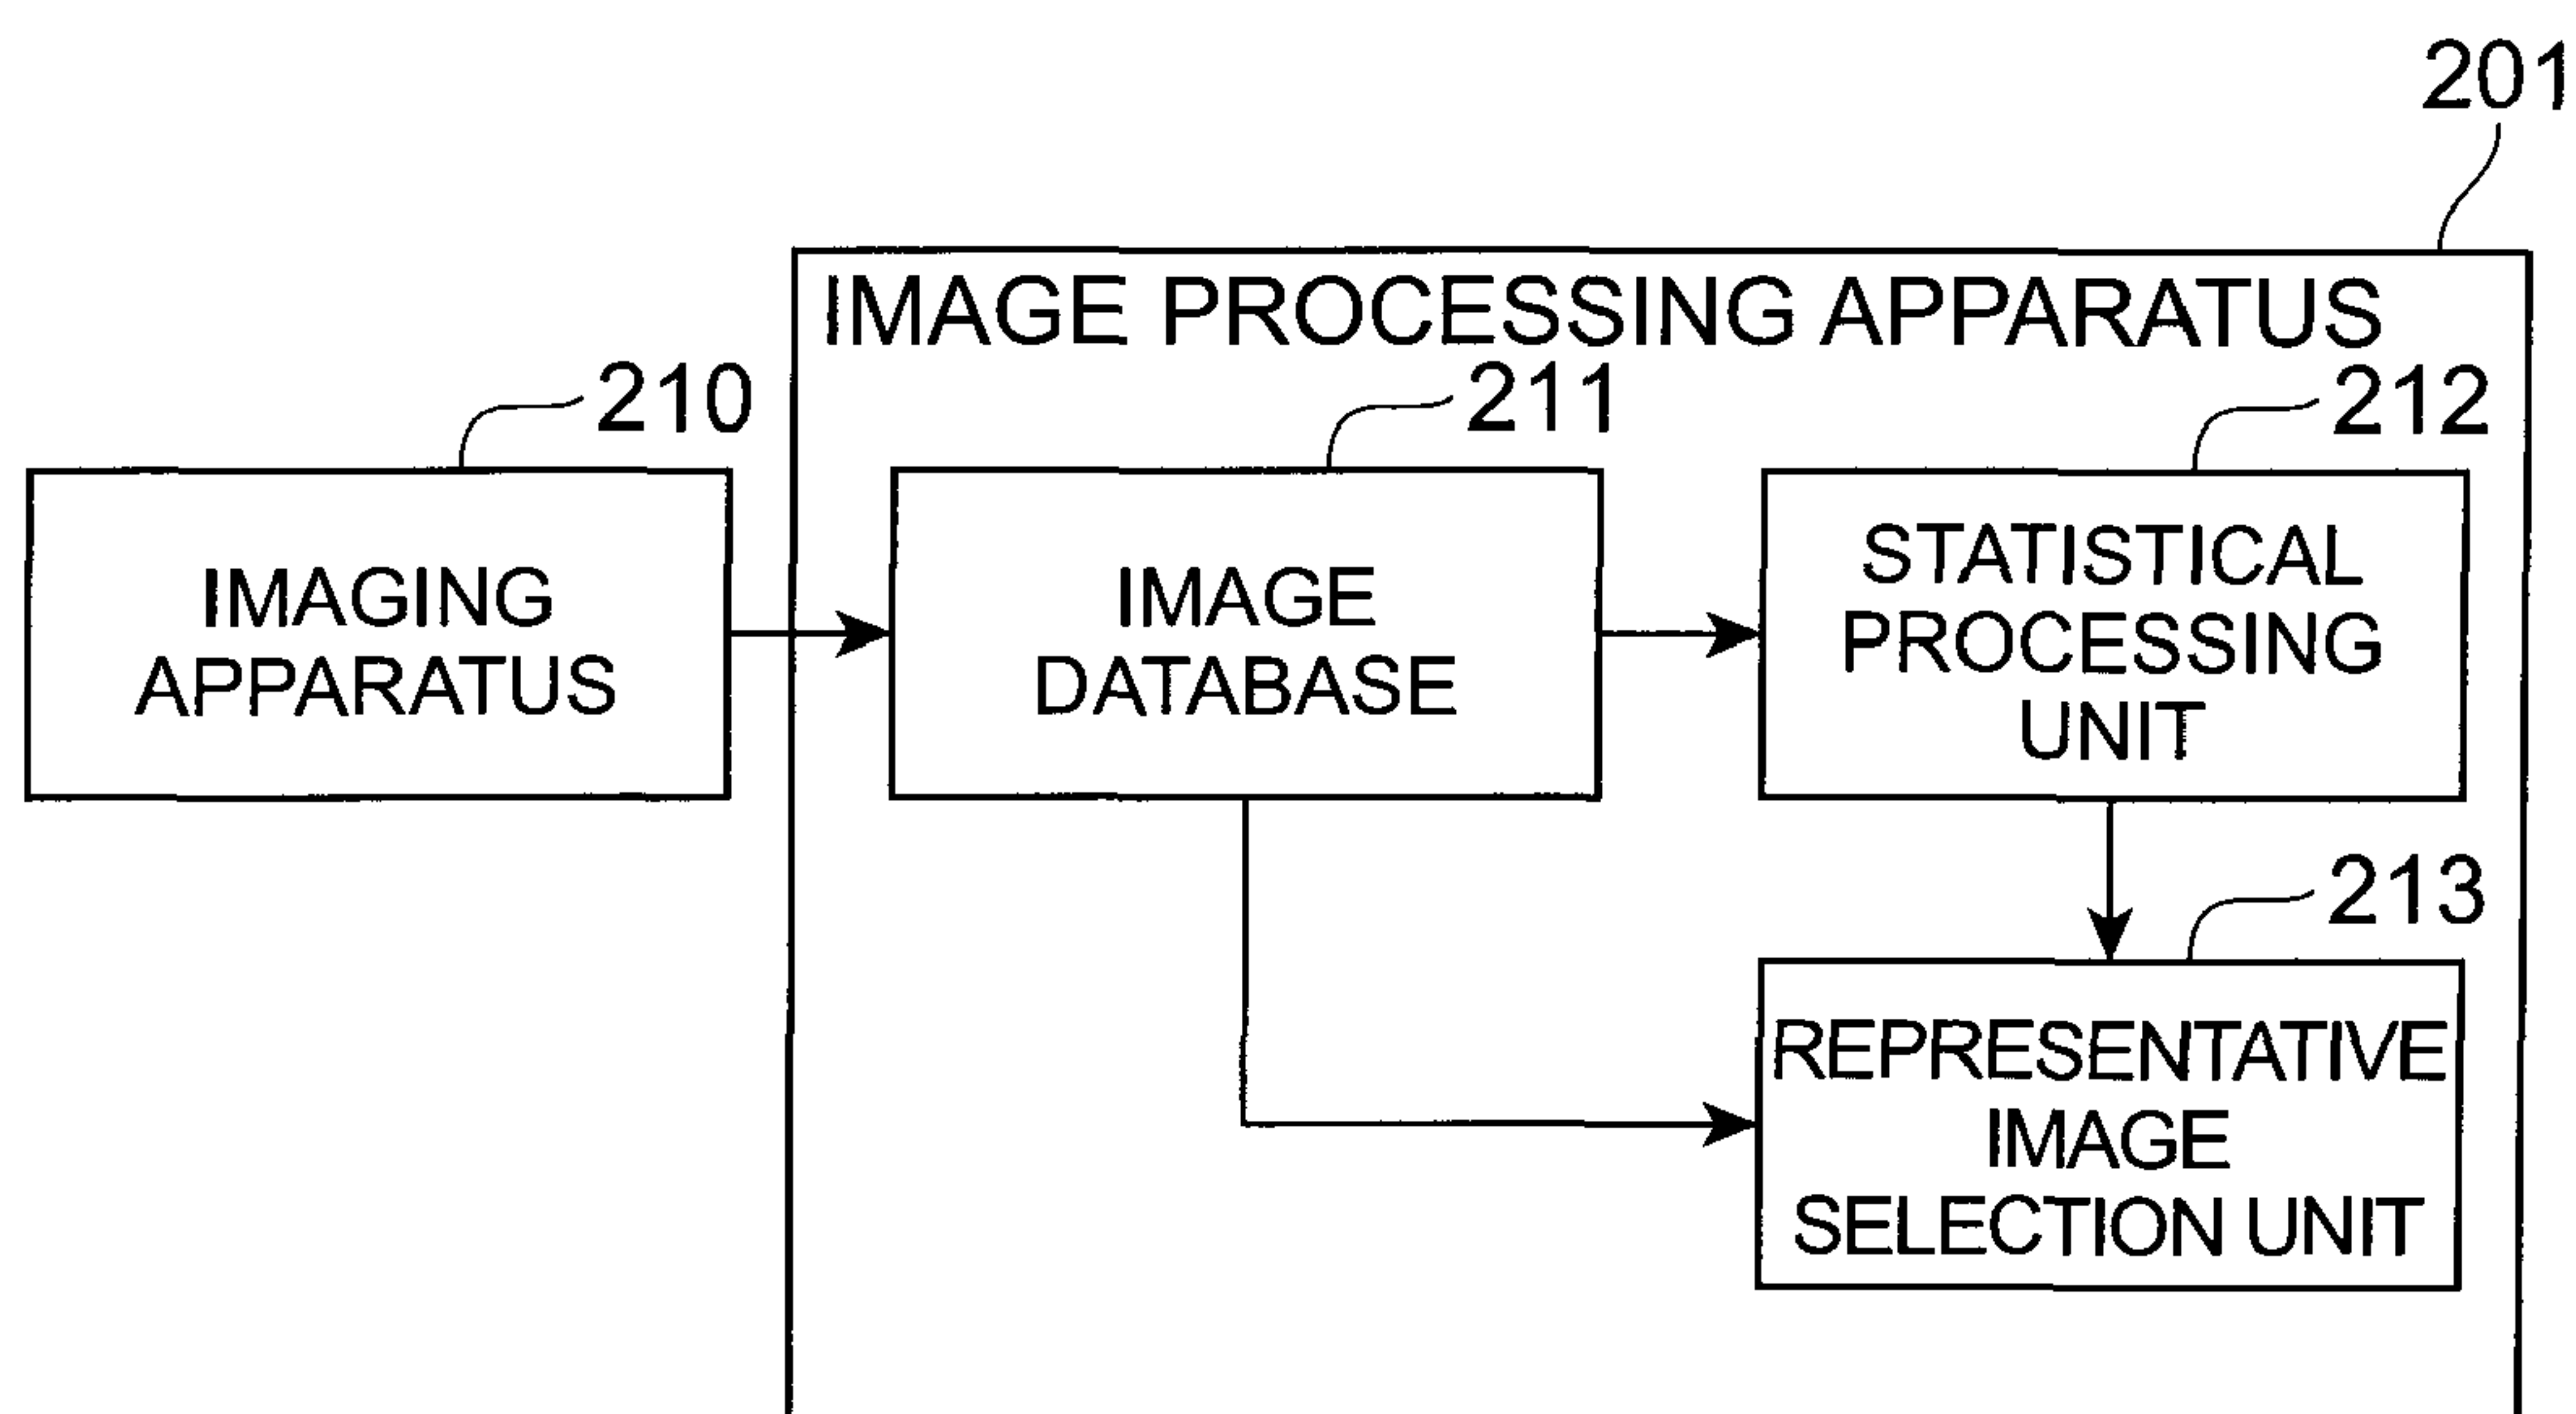 201
IMAGE PROCESSING APPARATUS
210
211
212
IMAGING
APPARATUS
IMAGE
DATABASE
STATISTICAL
PROCESSING
UNIT
213
REPRESENTATIVE
IMAGE
SELECTION UNIT